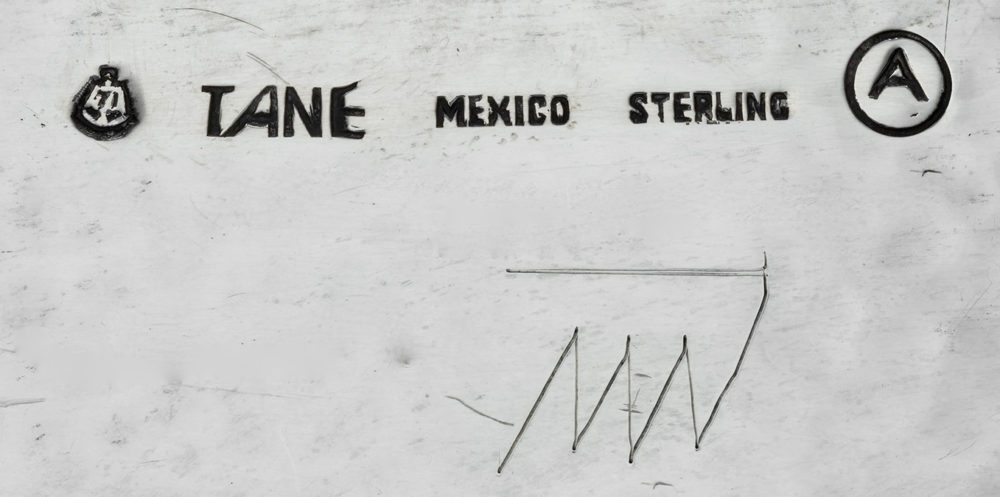 TANE MEXICO STERLING A